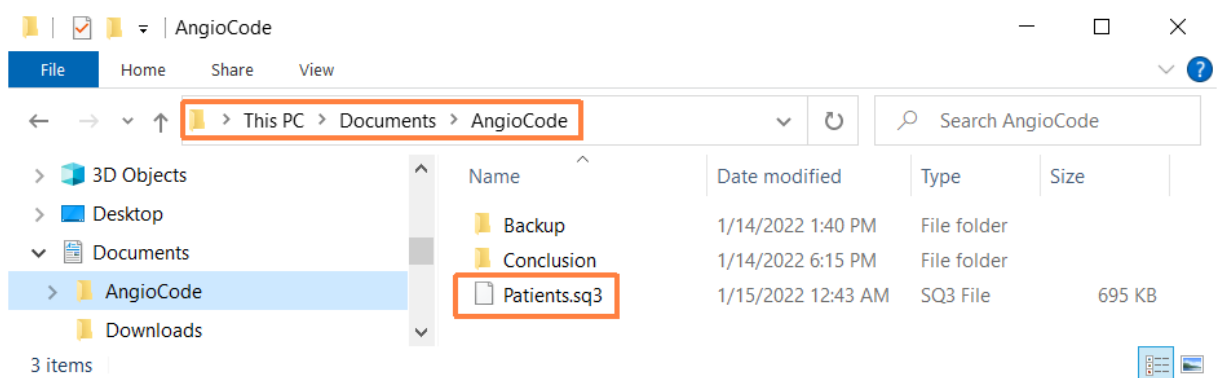 AngioCode
File Home Share View
This PC > Documents > AngioCode
Search AngioCode
3D Objects
Desktop
Documents
AngioCode
Downloads
Name Date modified Type Size
Backup 1/14/2022 1:40 PM File folder
Conclusion 1/14/2022 6:15 PM File folder
Patients.sq3 1/15/2022 12:43 AM SQ3 File 695 KB
3 items